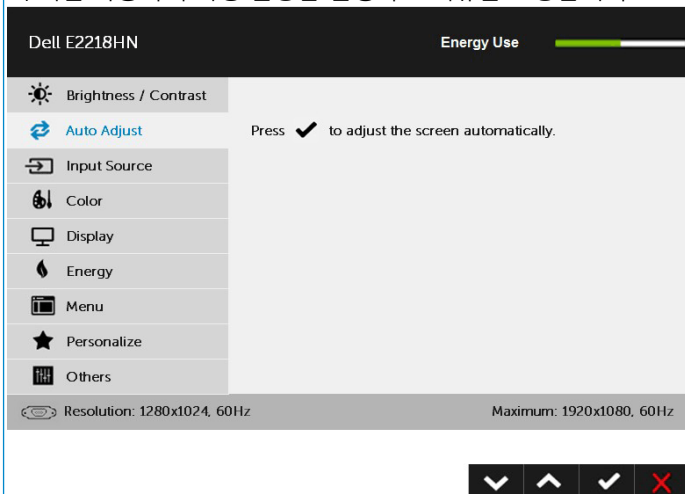 Dell E2218HN
Energy Use
Brightness / Contrast
Auto Adjust
Press ✔ to adjust the screen automatically.
Input Source
Color
Display
Energy
Menu
Personalize
Others
Resolution: 1280x1024, 60Hz
Maximum: 1920x1080, 60Hz